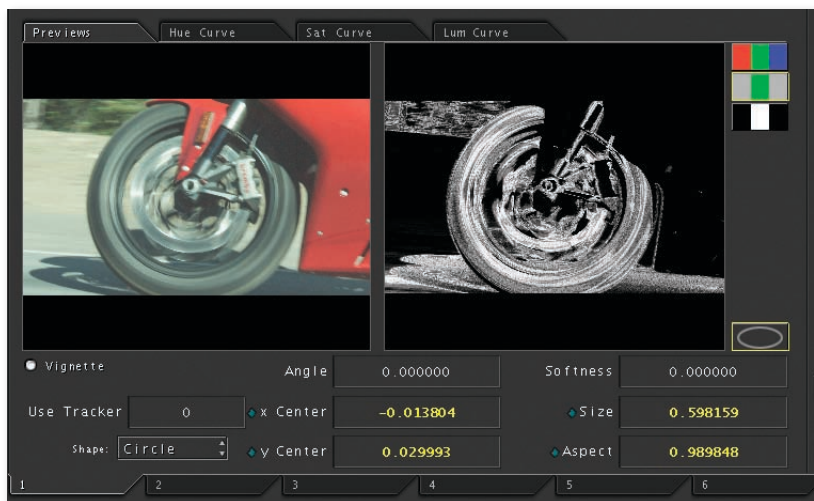 Previews Hue Curve Sat Curve Lum Curve
Vignette
Angle 0.000000 Softness 0.000000
Use Tracker 0 x Center -0.013804 Size 0.598159
Shape: Circle y Center 0.029993 Aspect 0.989848
1 2 3 4 5 6